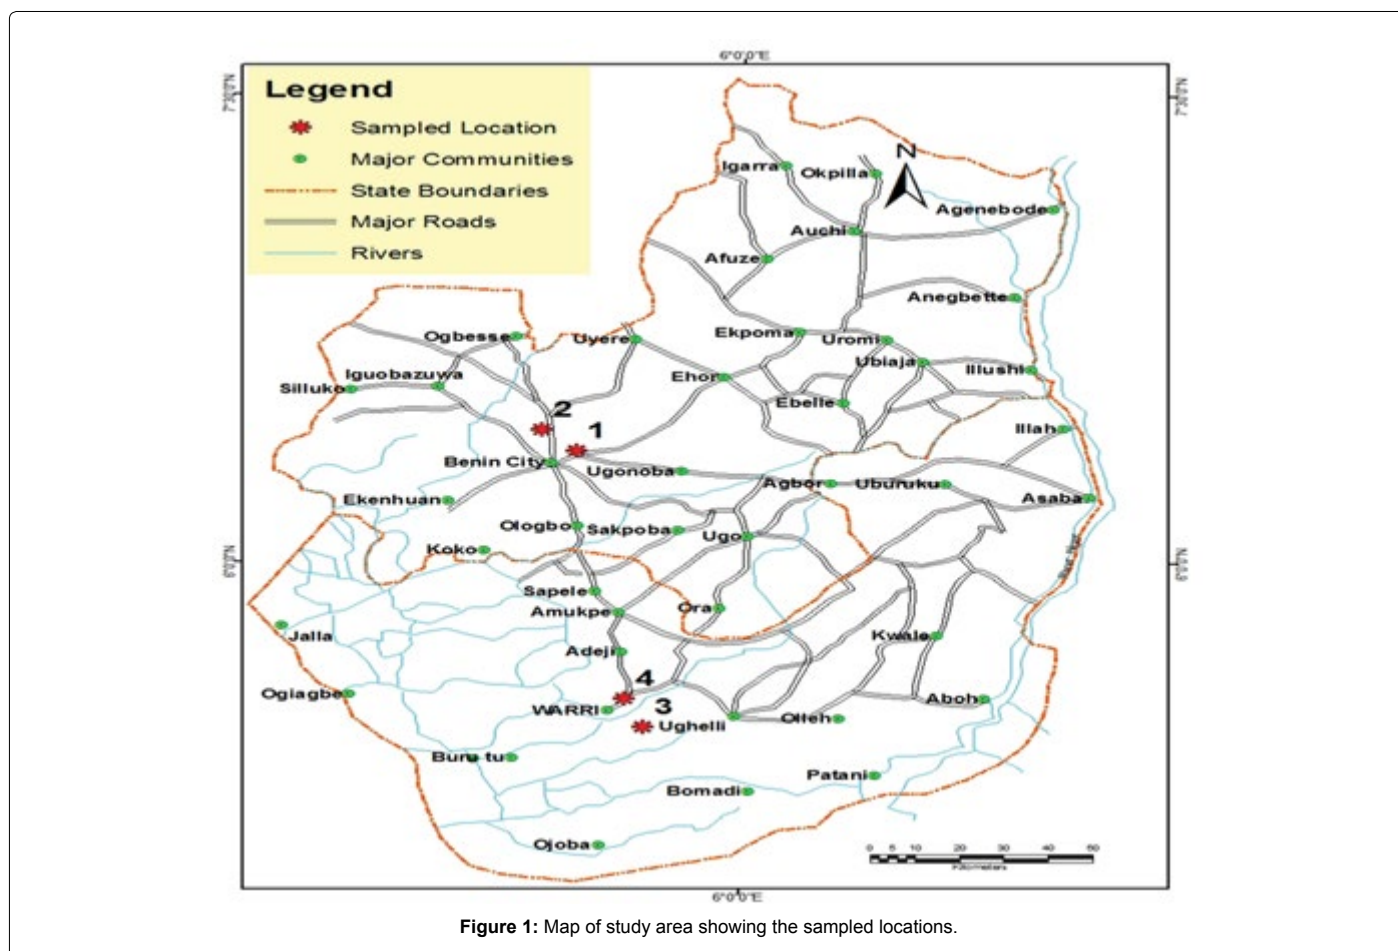 6°0'0"E
7°30'0"N
7°30'0"N
Legend
Sampled Location
Major Communities
State Boundaries
Major Roads
Rivers
N
Igarra
Okpilla
Agenebode
Auchi
Afuze
Anegbette
Ogbesse
Uyere
Ekpoma
Uromi
Ubiaja
Illushi
Iguobazuwa
Silluko
Ehor
Ebelle
2
1
Illah
Benin City
Ugonoba
Agbor
Uburuku
Asaba
Ekenhuan
Ologbo
Sakpoba
Ugo
Koko
6°0'0"N
6°0'0"N
Sapele
Amukpe
Ora
Jalla
Kwale
Adeji
4
Ogiagbe
WARRI
3
Aboh
Ughelli
Olleh
Buru tu
Patani
Bomadi
Ojoba
0 5 10 20 30 40 50
Kilometers
6°0'0"E
Figure 1: Map of study area showing the sampled locations.